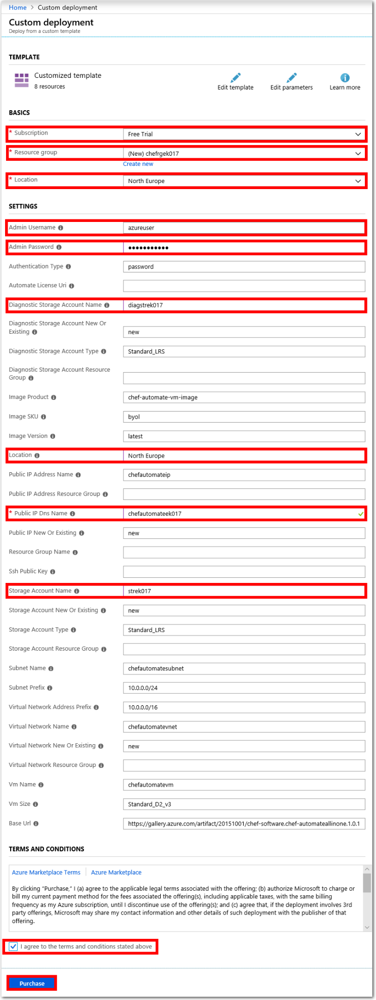 Home > Custom deployment
Custom deployment
Deploy from a custom template
TEMPLATE
Customized template
8 resources
Edit template
Edit parameters
Learn more
BASICS
* Subscription
Free Trial
* Resource group
(New) chefrgek017
Create new
* Location
North Europe
SETTINGS
Admin Username
azureuser
Admin Password
●●●●●●●●●●●
Authentication Type
password
Automate License Uri
Diagnostic Storage Account Name
diagstrek017
Diagnostic Storage Account New Or
Existing
new
Diagnostic Storage Account Type
Standard_LRS
Diagnostic Storage Account Resource
Group
Image Product
chef-automate-vm-image
Image SKU
byol
Image Version
latest
Location
North Europe
Public IP Address Name
chefautomateip
Public IP Address Resource Group
* Public IP Dns Name
chefautomateek017
Public IP New Or Existing
new
Resource Group Name
Ssh Public Key
Storage Account Name
strek017
Storage Account New Or Existing
new
Storage Account Type
Standard_LRS
Storage Account Resource Group
Subnet Name
chefautomatesubnet
Subnet Prefix
10.0.0.0/24
Virtual Network Address Prefix
10.0.0.0/16
Virtual Network Name
chefautomatevnet
Virtual Network New Or Existing
new
Virtual Network Resource Group
Vm Name
chefautomatevm
Vm Size
Standard_D2_v3
Base Url
https://gallery.azure.com/artifact/20151001/chef-software.chef-automateallinone.1.0.1
TERMS AND CONDITIONS
Azure Marketplace Terms | Azure Marketplace
By clicking "Purchase," I (a) agree to the applicable legal terms associated with the offering; (b) authorize Microsoft to charge or
bill my current payment method for the fees associated the offering(s), including applicable taxes, with the same billing
frequency as my Azure subscription, until I discontinue use of the offering(s); and (c) agree that, if the deployment involves 3rd
party offerings, Microsoft may share my contact information and other details of such deployment with the publisher of that
offering.
I agree to the terms and conditions stated above
Purchase